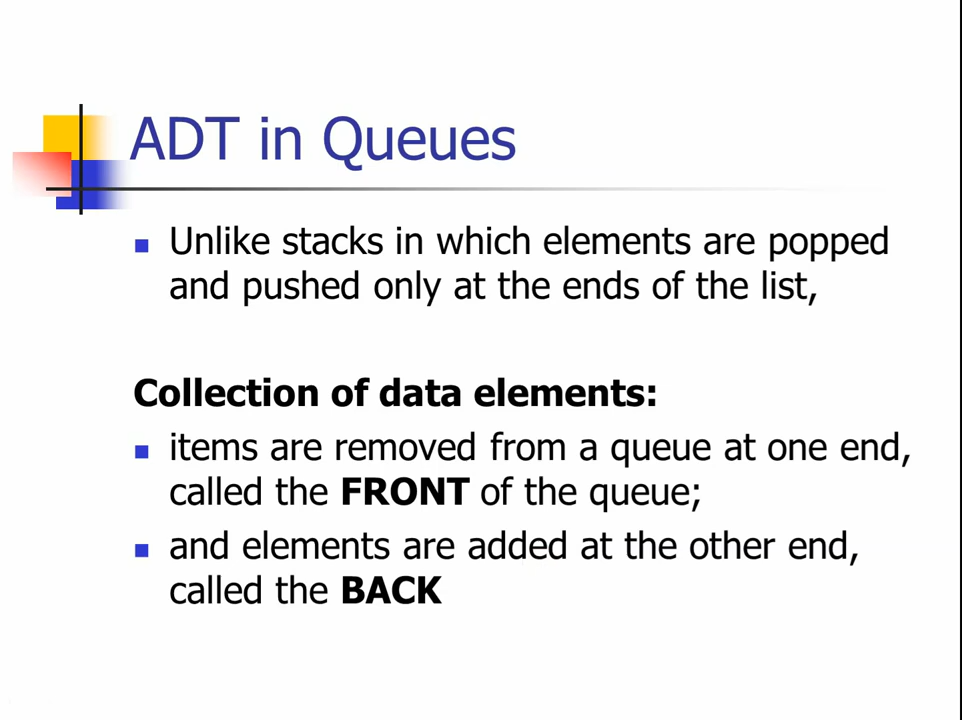 ADT in Queues
Unlike stacks in which elements are popped
and pushed only at the ends of the list,
Collection of data elements:
items are removed from a queue at one end,
called the FRONT of the queue;
and elements are added at the other end,
called the BACK